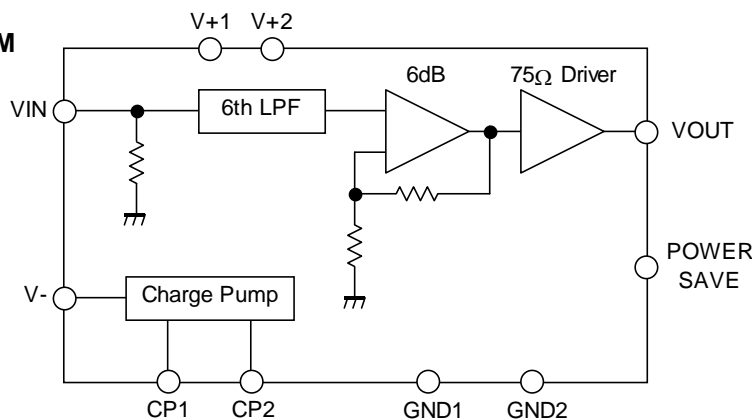 M
V+1 V+2
6dB
75Ω Driver
VIN
6th LPF
VOUT
POWER
SAVE
V-
Charge Pump
CP1
CP2
GND1
GND2